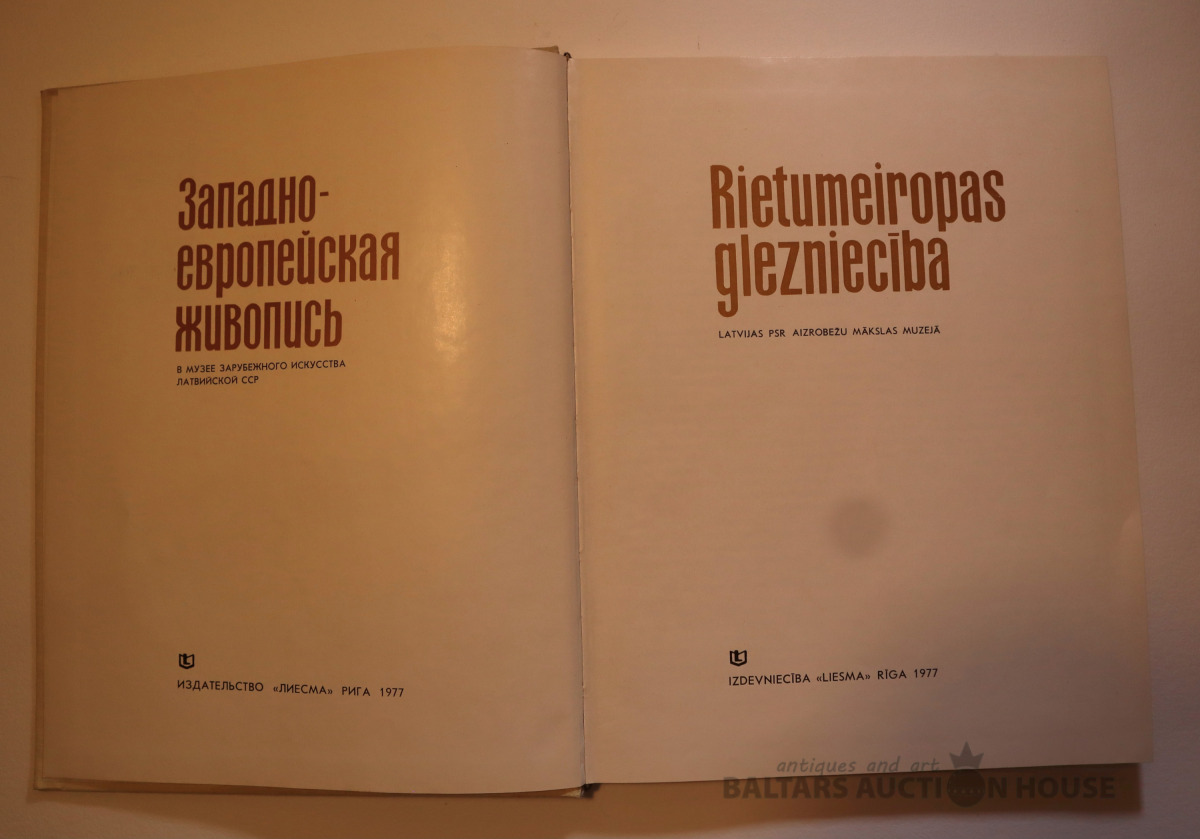 Западно-
европейская
живопись
В МУЗЕЕ ЗАРУБЕЖНОГО ИСКУССТВА
ЛАТВИЙСКОЙ ССР
ИЗДАТЕЛЬСТВО «ЛИЕСМА» РИГА 1977
Rietumeiropas
glezniecība
LATVIJAS PSR AIZROBEŽU MĀKSLAS MUZEJĀ
IZDEVNIECĪBA «LIESMA» RĪGA 1977
antiques and art
BALTARS AUCTION HOUSE